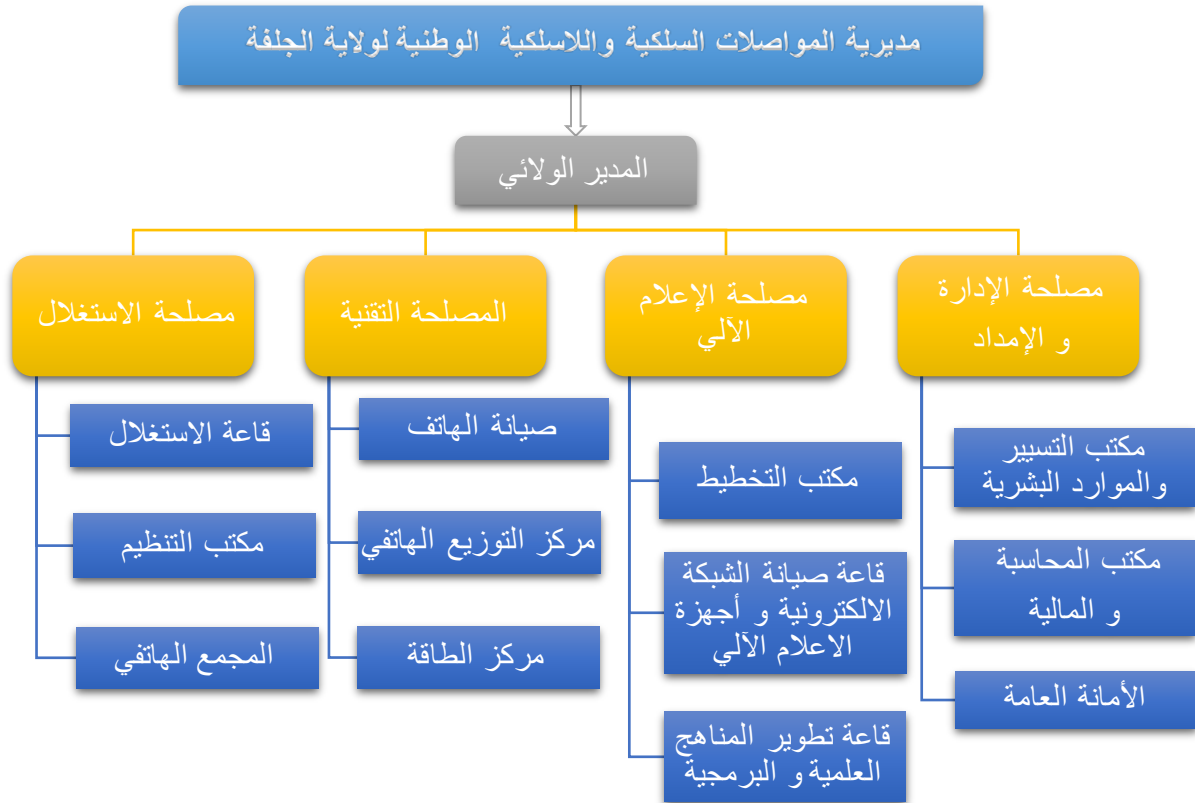 مديرية المواصلات السلكية واللاسلكية الوطنية لولاية الجلفة
المدير الولائي
مصلحة الإدارة
و الإمداد
مكتب التسيير
والموارد البشرية
مكتب المحاسبة
و المالية
الأمانة العامة
مصلحة الإعلام
الآلي
مكتب التخطيط
قاعة صيانة الشبكة
الالكترونية و أجهزة
الاعلام الآلي
قاعة تطوير المناهج
العلمية و البرمجية
المصلحة التقنية
صيانة الهاتف
مركز التوزيع الهاتفي
مركز الطاقة
مصلحة الاستغلال
قاعة الاستغلال
مكتب التنظيم
المجمع الهاتفي